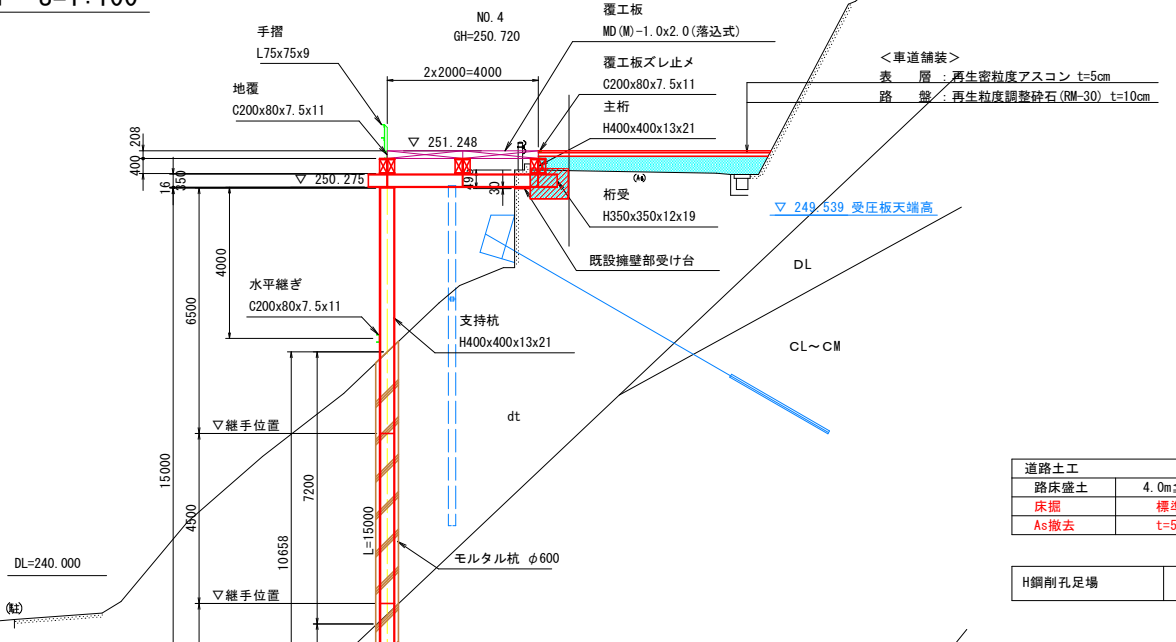 S=1:100
NO.4
GH=250.720
手摺
L75x75x9
地覆
C200x80x7.5x11
2x2000=4000
覆工板
MD(M)-1.0x2.0(落込式)
覆工板ズレ止メ
C200x80x7.5x11
主桁
H400x400x13x21
＜車道舗装＞
表 層 : 再生密粒度アスコン t=5cm
路 盤 : 再生粒度調整砕石(RM-30) t=10cm
▽ 251.248
208
400
16
350
▽ 250.275
30
(As)
桁受
H350x350x12x19
▽ 249.539 受圧板天端高
既設擁壁部受け台
DL
CL～CM
4000
6500
水平継ぎ
C200x80x7.5x11
支持杭
H400x400x13x21
dt
▽継手位置
15000
4500
7200
10658
L=15000
モルタル杭 φ600
▽継手位置
DL=240.000
(駐)
道路土工
路床盛土 4.0m
床掘
As撤去 t=5
H鋼削孔足場